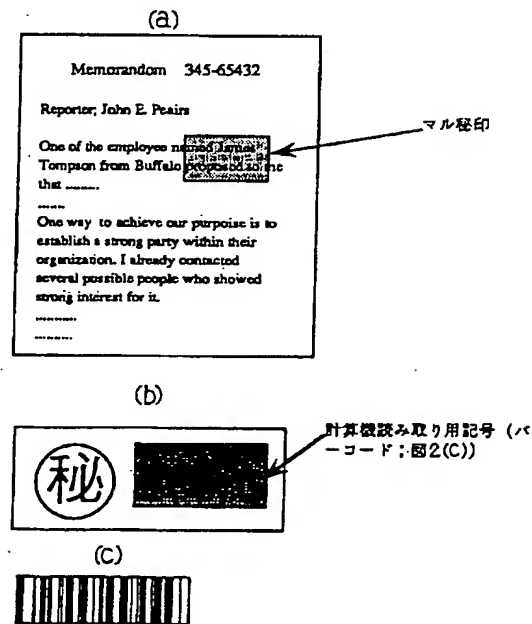 (a)
Memorandom 345-65432
Reporter; John E. Peairs
One of the employee named James
Tompson from Buffalo proposed to me
that .........
.......
One way to achieve our purpoise is to
establish a strong party within their
organization. I already contacted
several possible people who showed
strong interest for it.
...........
..........
マル秘印
(b)
秘
計算機読み取り用記号 (バ
ーコード;図2(C))
(C)